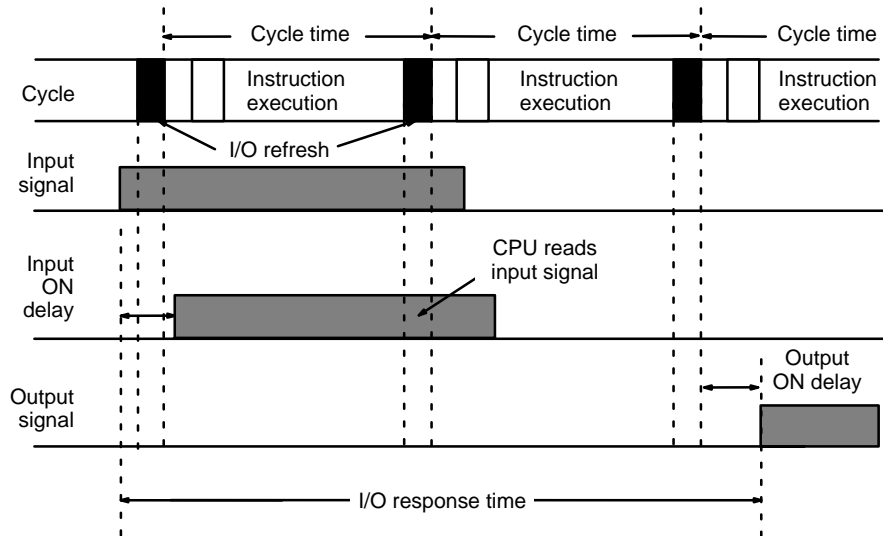 Cycle time
Cycle time
Cycle time
Cycle
Instruction
execution
Instruction
execution
Instruction
execution
I/O refresh
Input
signal
CPU reads
input signal
Input
ON
delay
Output
ON delay
Output
signal
I/O response time